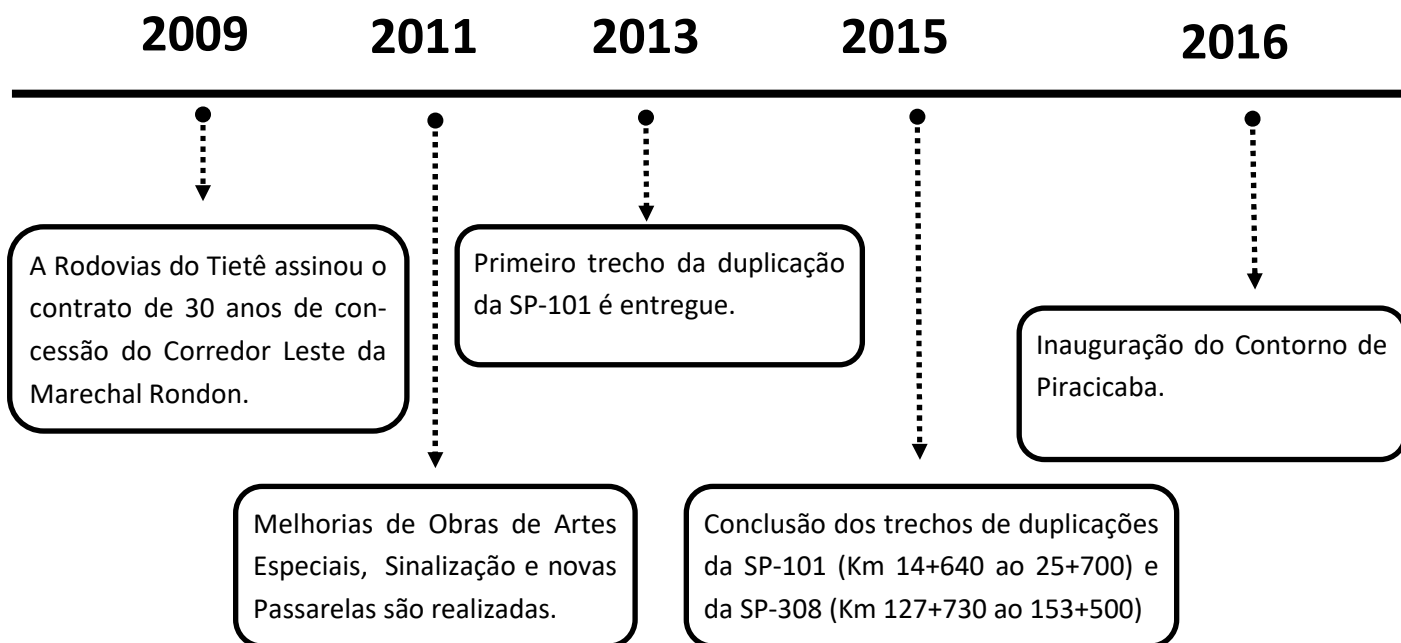 2009
2011
2013
2015
2016
A Rodovias do Tietê assinou o
contrato de 30 anos de con-
cessão do Corredor Leste da
Marechal Rondon.
Primeiro trecho da duplicação
da SP-101 é entregue.
Inauguração do Contorno de
Piracicaba.
Melhorias de Obras de Artes
Especiais, Sinalização e novas
Passarelas são realizadas.
Conclusão dos trechos de duplicações
da SP-101 (Km 14+640 ao 25+700) e
da SP-308 (Km 127+730 ao 153+500)